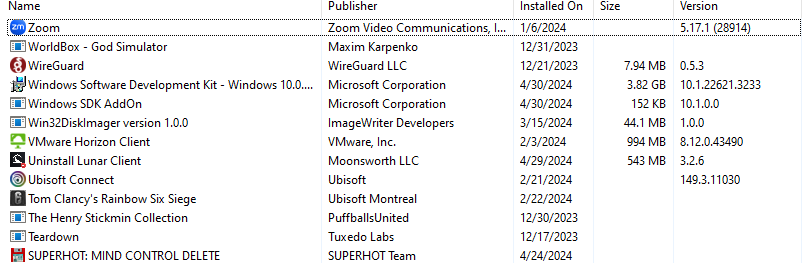 Name Publisher Installed On Size Version
Zoom Zoom Video Communications, I... 1/6/2024 5.17.1 (28914)
WorldBox - God Simulator Maxim Karpenko 12/31/2023
WireGuard WireGuard LLC 12/21/2023 7.94 MB 0.5.3
Windows Software Development Kit - Windows 10.0.... Microsoft Corporation 4/30/2024 3.82 GB 10.1.22621.3233
Windows SDK AddOn Microsoft Corporation 4/30/2024 152 KB 10.1.0.0
Win32DiskImager version 1.0.0 ImageWriter Developers 3/15/2024 44.1 MB 1.0.0
VMware Horizon Client VMware, Inc. 2/3/2024 994 MB 8.12.0.43490
Uninstall Lunar Client Moonsworth LLC 4/29/2024 543 MB 3.2.6
Ubisoft Connect Ubisoft 2/21/2024 149.3.11030
Tom Clancy's Rainbow Six Siege Ubisoft Montreal 2/22/2024
The Henry Stickmin Collection PuffballsUnited 12/30/2023
Teardown Tuxedo Labs 12/17/2023
SUPERHOT: MIND CONTROL DELETE SUPERHOT Team 4/24/2024